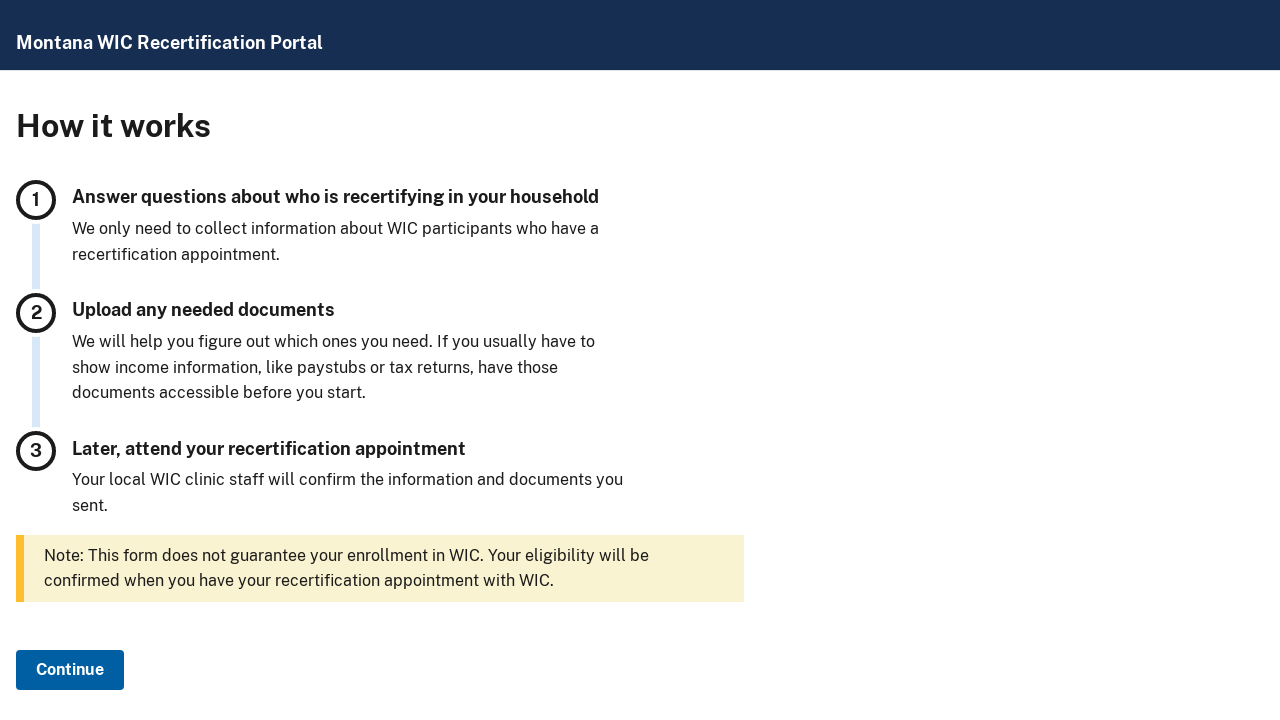 Montana WIC Recertification Portal
How it works
1
Answer questions about who is recertifying in your household
We only need to collect information about WIC participants who have a
recertification appointment.
2
Upload any needed documents
We will help you figure out which ones you need. If you usually have to
show income information, like paystubs or tax returns, have those
documents accessible before you start.
3
Later, attend your recertification appointment
Your local WIC clinic staff will confirm the information and documents you
sent.
Note: This form does not guarantee your enrollment in WIC. Your eligibility will be
confirmed when you have your recertification appointment with WIC.
Continue